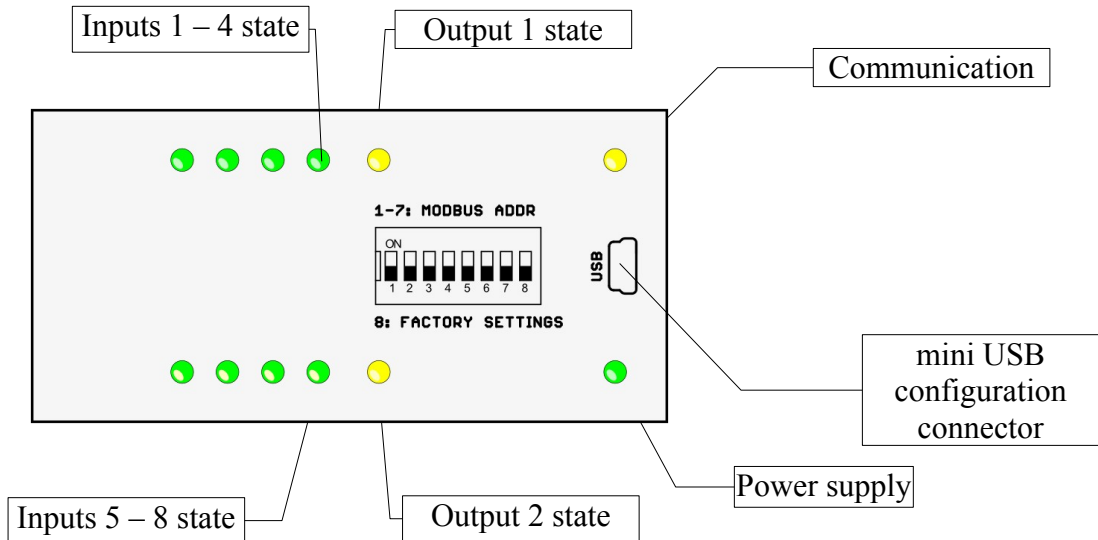 Inputs 1 – 4 state
Output 1 state
Communication
1-7: MODBUS ADDR
ON
1 2 3 4 5 6 7 8
8: FACTORY SETTINGS
USB
mini USB
configuration
connector
Power supply
Inputs 5 – 8 state
Output 2 state